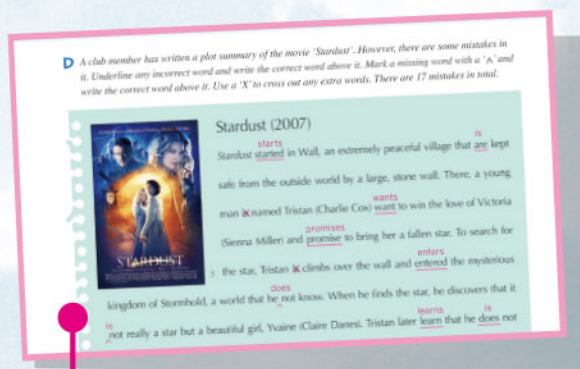 D A club member has written a plot summary of the movie 'Stardust'. However, there are some mistakes in
it. Underline any incorrect word and write the correct word above it. Mark a missing word with a '^' and
write the correct word above it. Use a 'X' to cross out any extra words. There are 17 mistakes in total.
Stardust (2007)
starts is
Stardust started in Wall, an extremely peaceful village that are kept
safe from the outside world by a large, stone wall. There, a young
wants
man is named Tristan (Charlie Cox) want to win the love of Victoria
promises
(Sienna Miller) and promise to bring her a fallen star. To search for
enters
5 the star, Tristan X climbs over the wall and entered the mysterious
does
kingdom of Stormhold, a world that he not know. When he finds the star, he discovers that it
is learns is
^ not really a star but a beautiful girl, Yvaine (Claire Danes). Tristan later learn that he does not
STARDUST